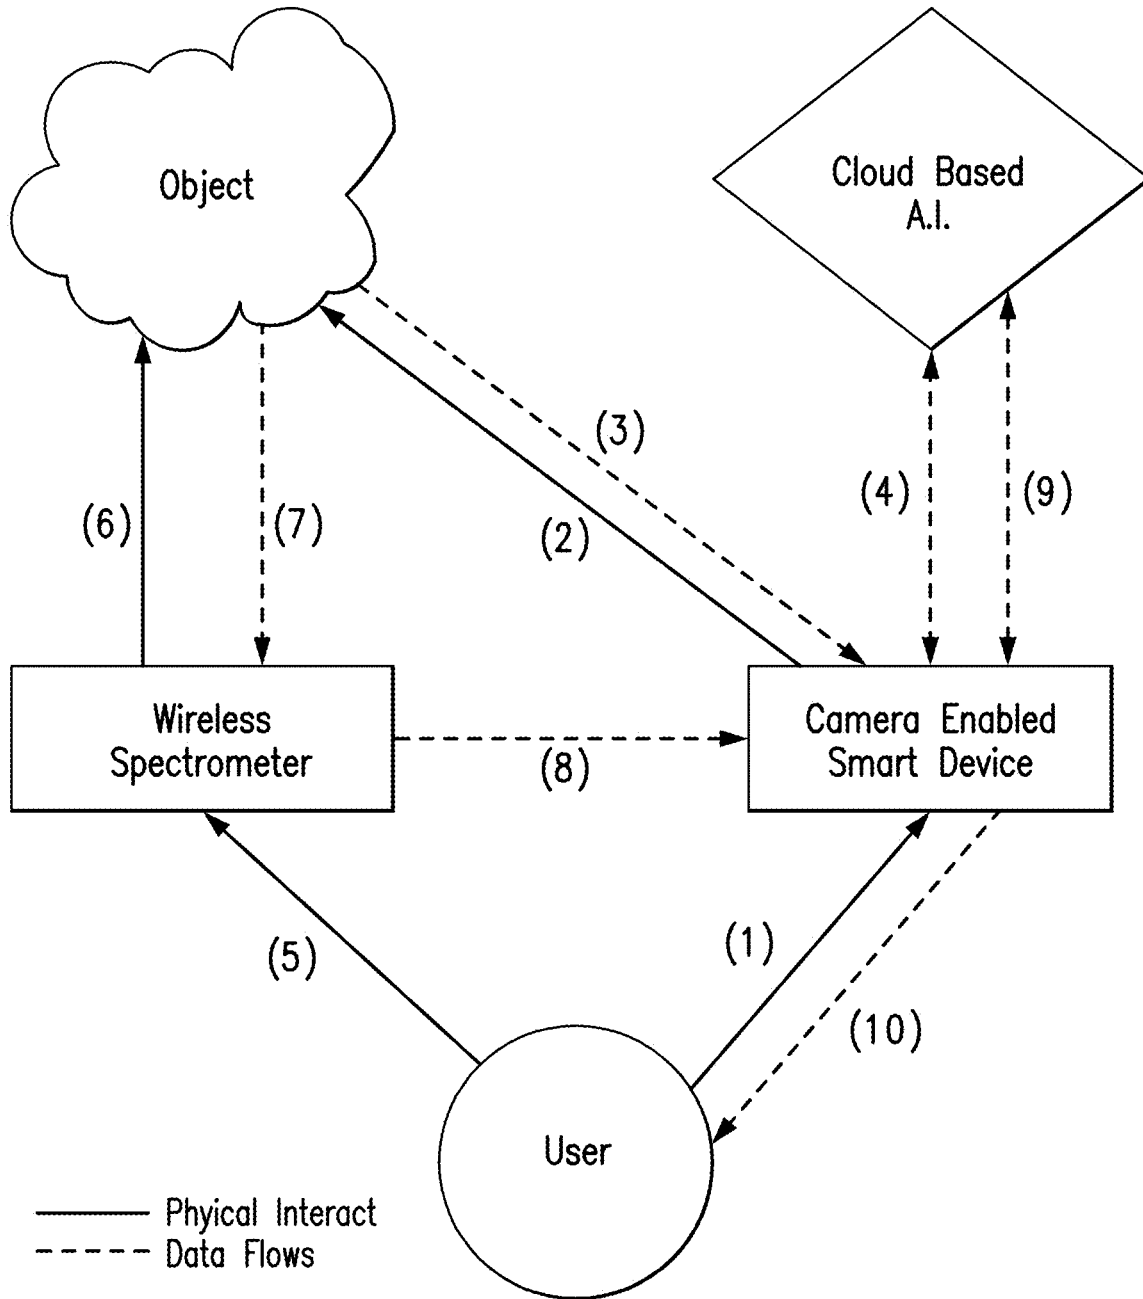 Object
Cloud Based
A.I.
(3)
(4)
(9)
(6)
(7)
(2)
Wireless
Spectrometer
Camera Enabled
Smart Device
(8)
(5)
(1)
(10)
User
Phyical Interact
Data Flows